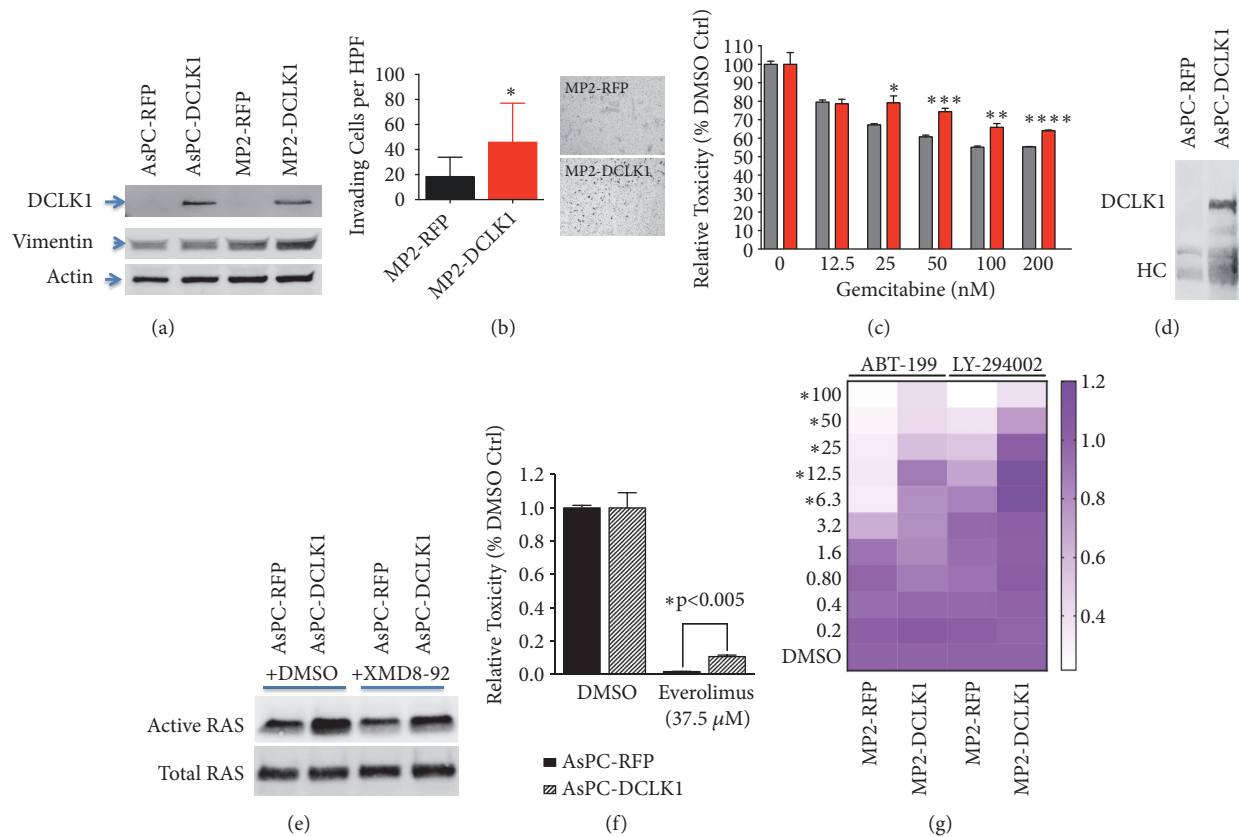 AsPC-RFP
AsPC-DCLK1
MP2-RFP
MP2-DCLK1
DCLK1
Vimentin
Actin
(a)
Invading Cells per HPF
100
80
60
40
20
0
*
MP2-RFP
MP2-DCLK1
MP2-RFP
MP2-DCLK1
(b)
Relative Toxicity (% DMSO Ctrl)
110
100
90
80
70
60
50
40
30
20
10
0
*
***
**
****
0 12.5 25 50 100 200
Gemcitabine (nM)
(c)
AsPC-RFP
AsPC-DCLK1
DCLK1
HC
(d)
AsPC-RFP
AsPC-DCLK1
AsPC-RFP
AsPC-DCLK1
+DMSO +XMD8-92
Active RAS
Total RAS
(e)
Relative Toxicity (% DMSO Ctrl)
1.2
1.0
0.8
0.6
0.4
0.2
0.0
*p<0.005
DMSO Everolimus
(37.5 μM)
AsPC-RFP
AsPC-DCLK1
(f)
ABT-199 LY-294002
*100
*50
*25
*12.5
*6.3
3.2
1.6
0.80
0.4
0.2
DMSO
1.2
1.0
0.8
0.6
0.4
MP2-RFP
MP2-DCLK1
MP2-RFP
MP2-DCLK1
(g)